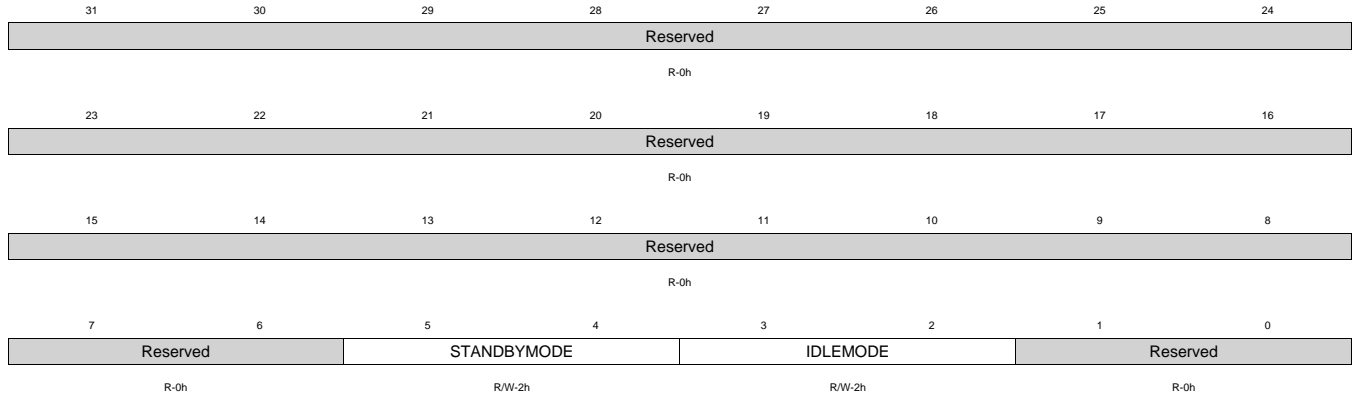 31 30 29 28 27 26 25 24
Reserved
R-0h
23 22 21 20 19 18 17 16
Reserved
R-0h
15 14 13 12 11 10 9 8
Reserved
R-0h
7 6 5 4 3 2 1 0
Reserved STANDBYMODE IDLEMODE Reserved
R-0h R/W-2h R/W-2h R-0h